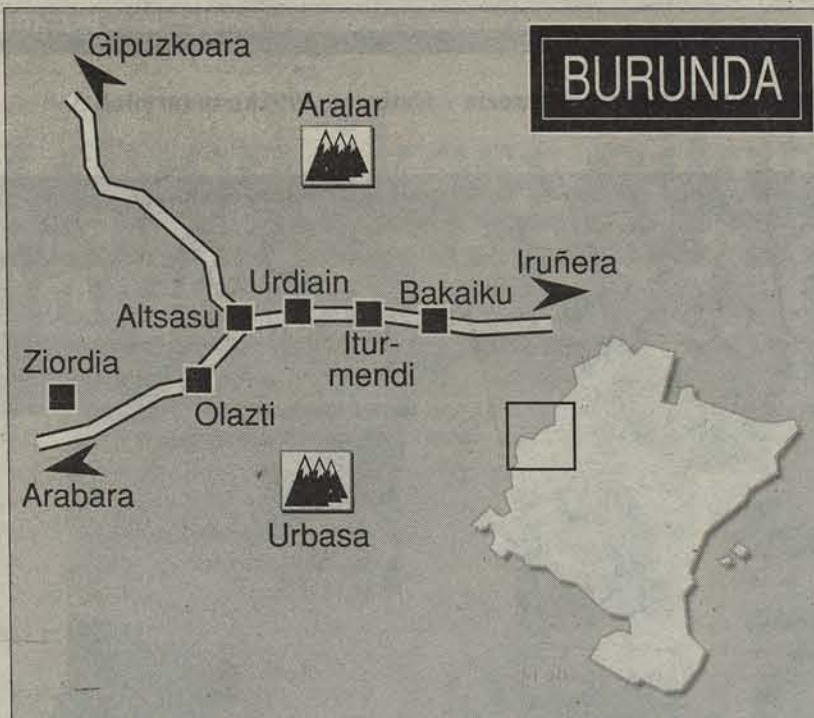 Gipuzkoara
BURUNDA
Aralar
Iruñera
Urdiain
Bakaiku
Altsasu
Itur-
mendi
Ziordia
Olazti
Arabara
Urbasa